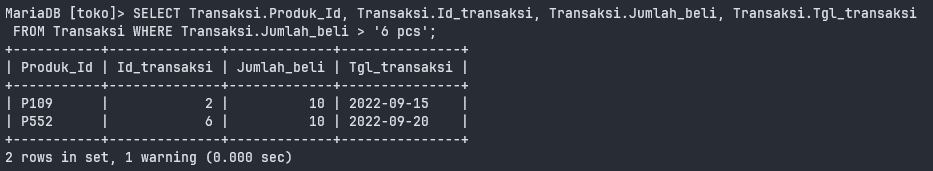 MariaDB [toko]> SELECT Transaksi.Produk_Id, Transaksi.Id_transaksi, Transaksi.Jumlah_beli, Transaksi.Tgl_transaksi
 FROM Transaksi WHERE Transaksi.Jumlah_beli > '6 pcs';
+-----------+--------------+-------------+---------------+
| Produk_Id | Id_transaksi | Jumlah_beli | Tgl_transaksi |
+-----------+--------------+-------------+---------------+
| P109      |            2 |          10 | 2022-09-15    |
| P552      |            6 |          10 | 2022-09-20    |
+-----------+--------------+-------------+---------------+
2 rows in set, 1 warning (0.000 sec)